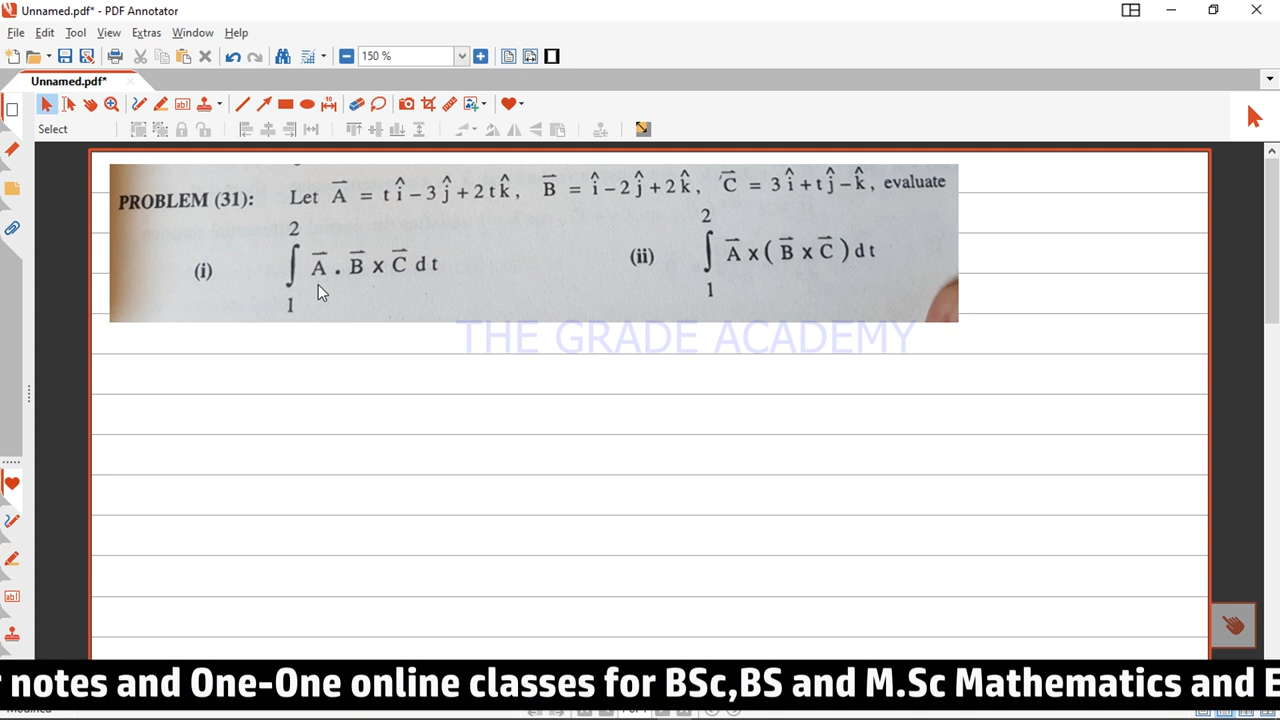 Unnamed.pdf* - PDF Annotator
File Edit Tool View Extras Window Help
150 %
Unnamed.pdf*
Select
PROBLEM (31): Let A⃗ = t î − 3 ĵ + 2 t k̂, B⃗ = î − 2 ĵ + 2 k̂, C⃗ = 3 î + t ĵ − k̂, evaluate
(i) ∫₁² A⃗ . B⃗ x C⃗ d t (ii) ∫₁² A⃗ x ( B⃗ x C⃗ ) d t
THE GRADE ACADEMY
r notes and One-One online classes for BSc,BS and M.Sc Mathematics and E